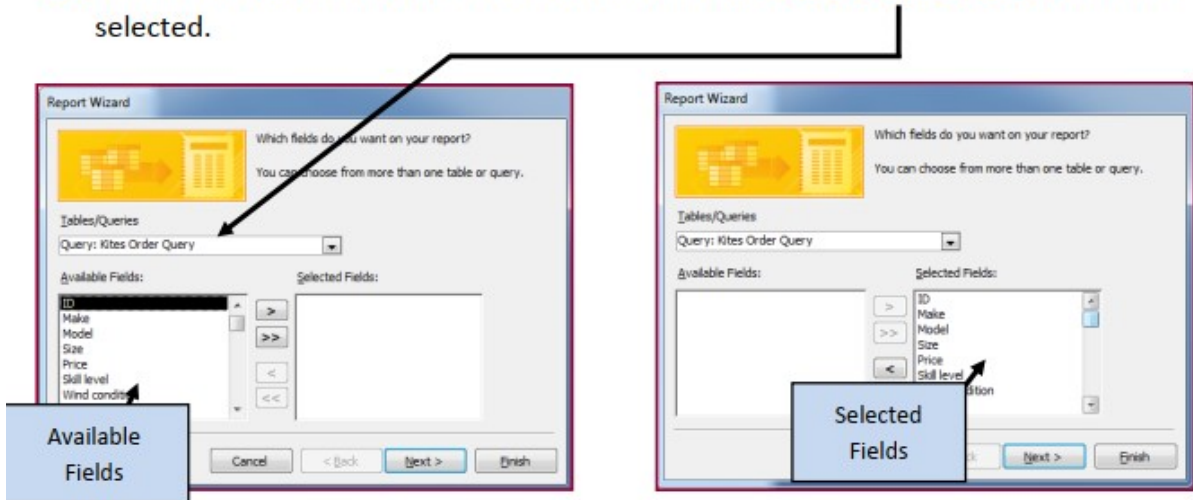 selected.
Report Wizard
Which fields do you want on your report?
You can choose from more than one table or query.
Tables/Queries
Query: Kites Order Query
Available Fields:
Selected Fields:
ID
Make
Model
Size
Price
Skill level
Wind condition
>
>>
<
<<
Available
Fields
Cancel
< Back
Next >
Finish
Report Wizard
Which fields do you want on your report?
You can choose from more than one table or query.
Tables/Queries
Query: Kites Order Query
Available Fields:
Selected Fields:
>
>>
<
ID
Make
Model
Size
Price
Skill level
Selected
Fields
Next >
Finish